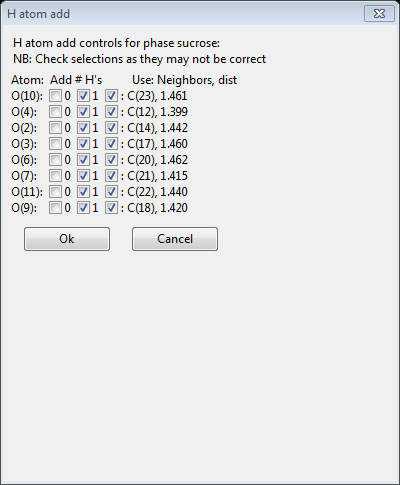 H atom add
H atom add controls for phase sucrose:
NB: Check selections as they may not be correct
Atom: Add # H's Use: Neighbors, dist
O(10): 0 1 : C(23), 1.461
O(4): 0 1 : C(12), 1.399
O(2): 0 1 : C(14), 1.442
O(3): 0 1 : C(17), 1.460
O(6): 0 1 : C(20), 1.462
O(7): 0 1 : C(21), 1.415
O(11): 0 1 : C(22), 1.440
O(9): 0 1 : C(18), 1.420
Ok Cancel